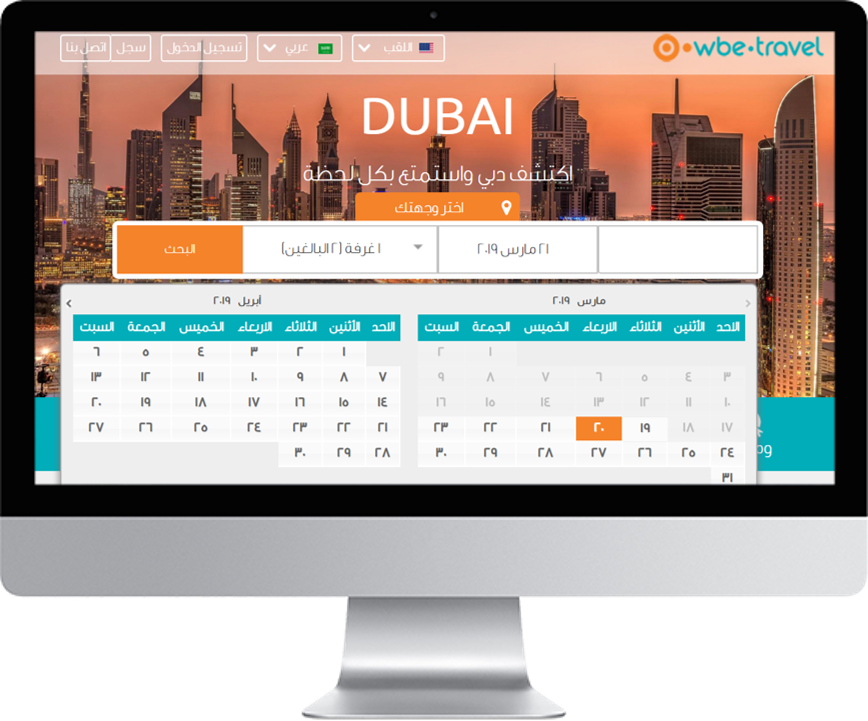 wbe•travel
اللقب
عربي
تسجيل الدخول
سجل
اتصل بنا
DUBAI
اكتشف دبي واستمتع بكل لحظة
اختر وجهتك
٢١ مارس ٢٠١٩
١ غرفة (٢ البالغين)
البحث
مارس ٢٠١٩
الاحد الأثنين الثلاثاء الاربعاء الخميس الجمعة السبت
١ ٢
٣ ٤ ٥ ٦ ٧ ٨ ٩
١٠ ١١ ١٢ ١٣ ١٤ ١٥ ١٦
١٧ ١٨ ١٩ ٢٠ ٢١ ٢٢ ٢٣
٢٤ ٢٥ ٢٦ ٢٧ ٢٨ ٢٩ ٣٠
٣١
أبريل ٢٠١٩
الاحد الأثنين الثلاثاء الاربعاء الخميس الجمعة السبت
١ ٢ ٣ ٤ ٥ ٦
٧ ٨ ٩ ١٠ ١١ ١٢ ١٣
١٤ ١٥ ١٦ ١٧ ١٨ ١٩ ٢٠
٢١ ٢٢ ٢٣ ٢٤ ٢٥ ٢٦ ٢٧
٢٨ ٢٩ ٣٠